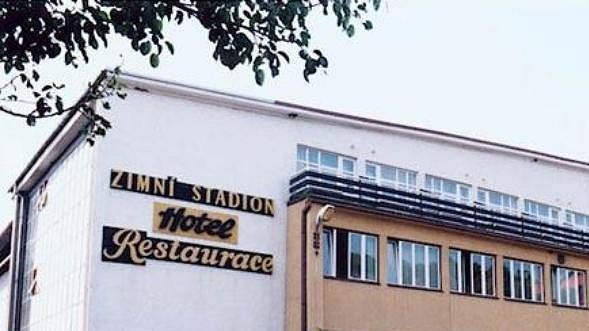 ZIMNÍ STADION
Hotel
Restaurace